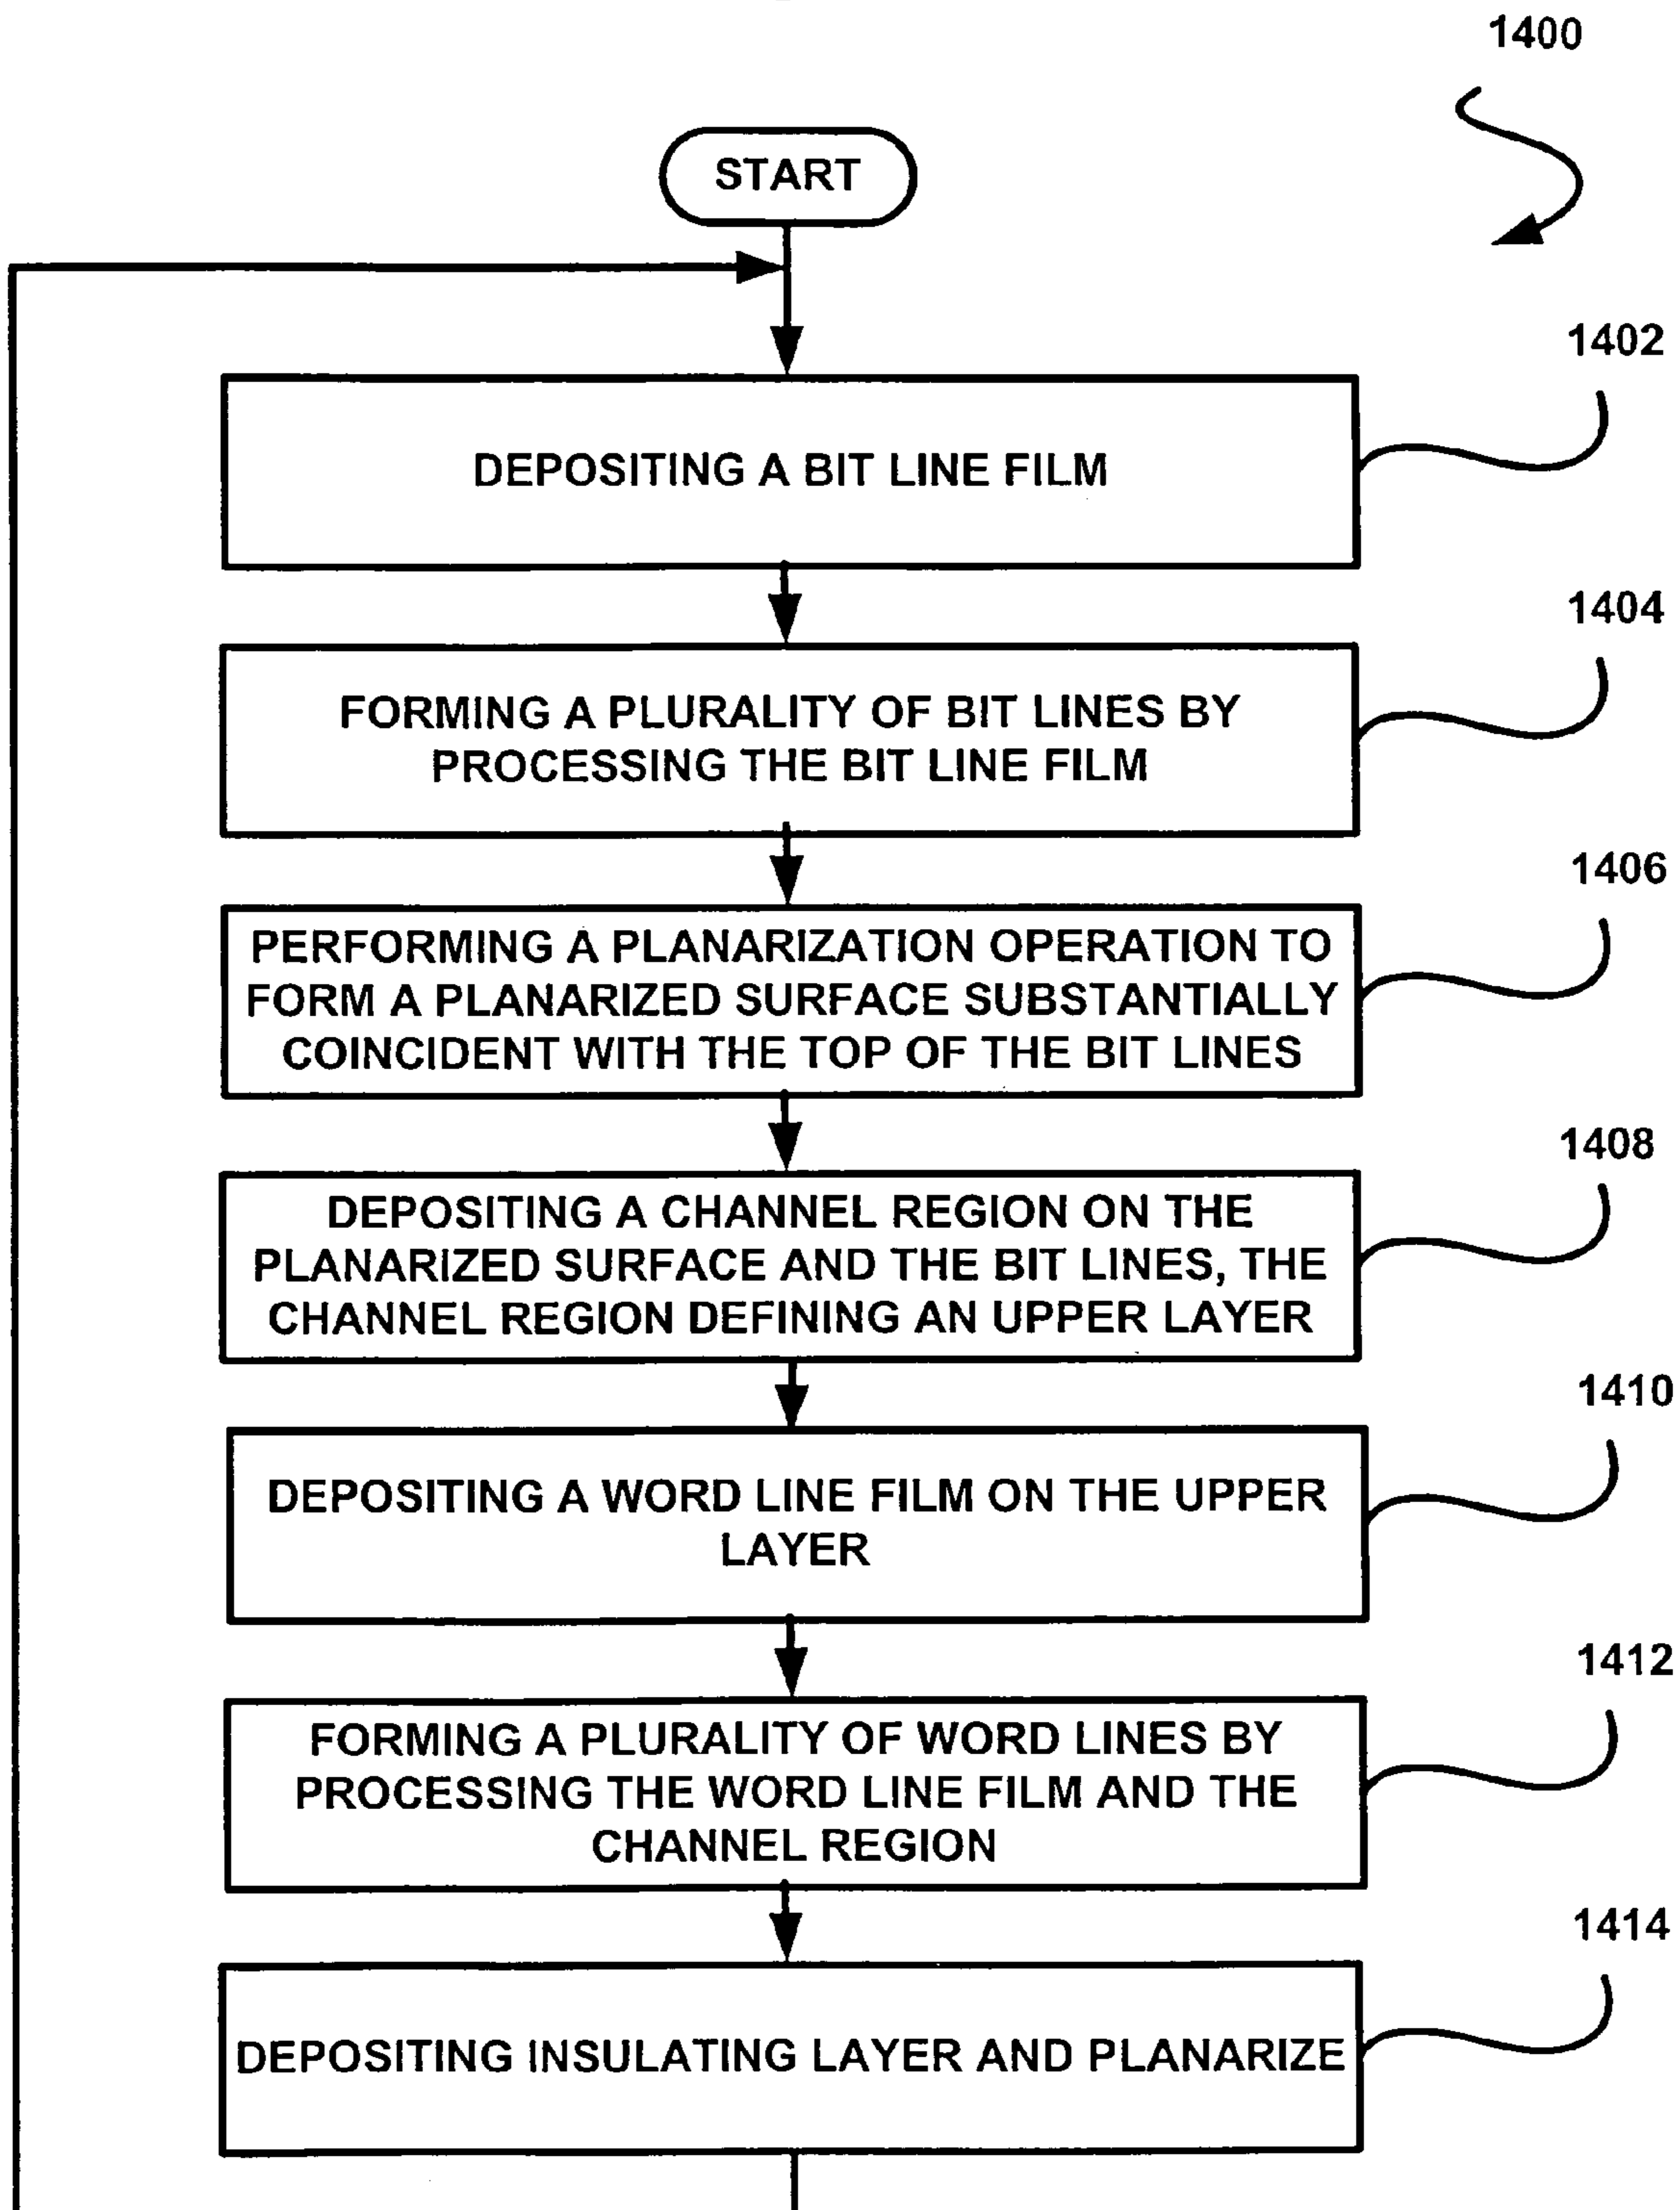 1400
START
1402
DEPOSITING A BIT LINE FILM
1404
FORMING A PLURALITY OF BIT LINES BY
PROCESSING THE BIT LINE FILM
1406
PERFORMING A PLANARIZATION OPERATION TO
FORM A PLANARIZED SURFACE SUBSTANTIALLY
COINCIDENT WITH THE TOP OF THE BIT LINES
1408
DEPOSITING A CHANNEL REGION ON THE
PLANARIZED SURFACE AND THE BIT LINES, THE
CHANNEL REGION DEFINING AN UPPER LAYER
1410
DEPOSITING A WORD LINE FILM ON THE UPPER
LAYER
1412
FORMING A PLURALITY OF WORD LINES BY
PROCESSING THE WORD LINE FILM AND THE
CHANNEL REGION
1414
DEPOSITING INSULATING LAYER AND PLANARIZE